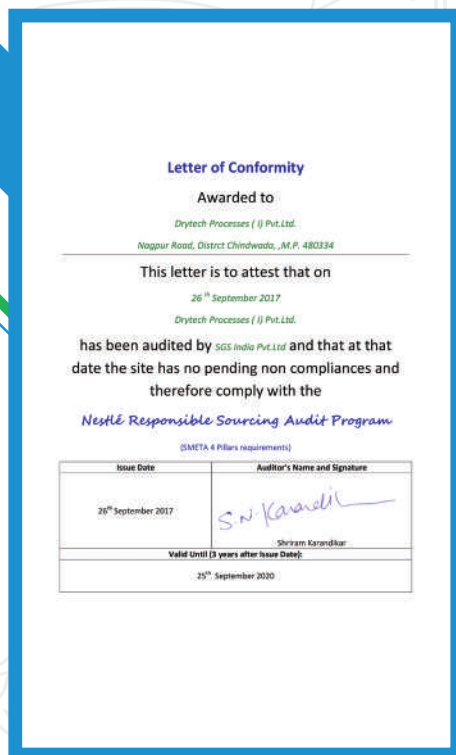 Letter of Conformity
Awarded to
Drytech Processes ( I) Pvt.Ltd.
Nagpur Road, Distrct Chindwada, ,M.P. 480334
This letter is to attest that on
26 th September 2017
Drytech Processes ( I) Pvt.Ltd.
has been audited by SGS India Pvt.Ltd and that at that
date the site has no pending non compliances and
therefore comply with the
Nestlé Responsible Sourcing Audit Program
(SMETA 4 Pillars requirements)
Issue Date Auditor's Name and Signature
26th September 2017
S.N. Karandik
Shriram Karandikar
Valid Until (3 years after Issue Date):
25th September 2020